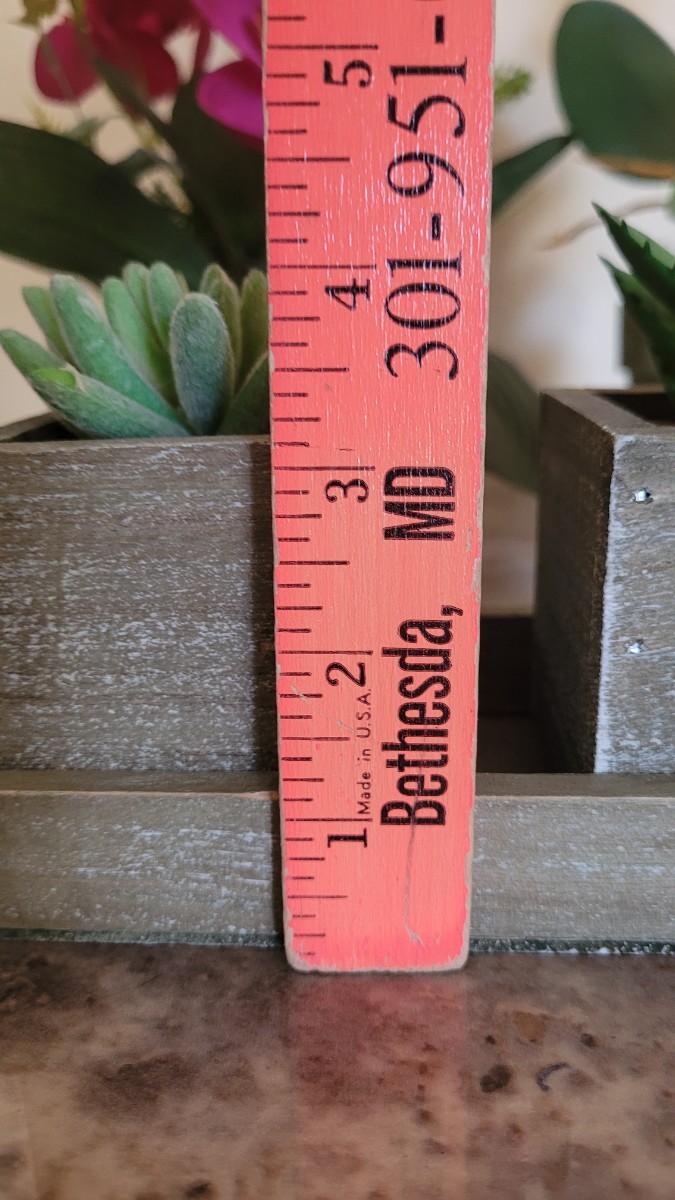 1 2 3 4 5
Made in U.S.A.
Bethesda, MD 301-951-